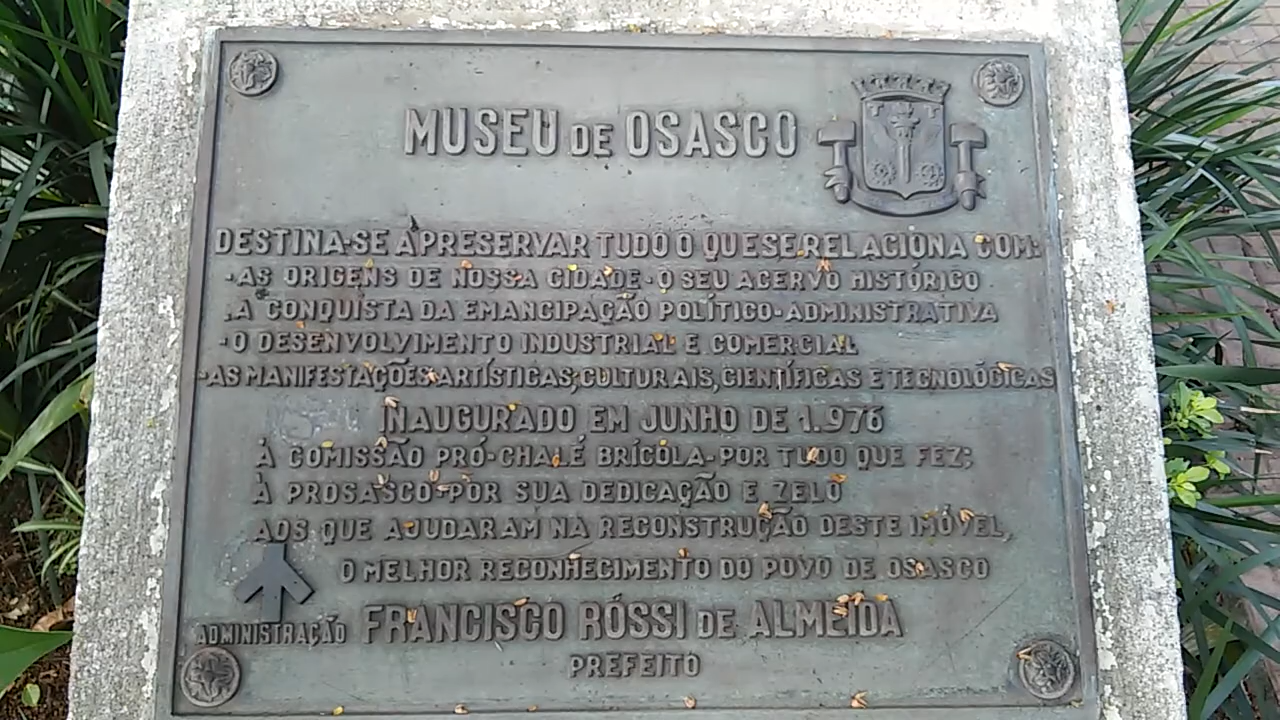 MUSEU DE OSASCO
DESTINA-SE A PRESERVAR TUDO O QUE SE RELACIONA COM:
-AS ORIGENS DE NOSSA CIDADE-O SEU ACERVO HISTÓRICO
-A CONQUISTA DA EMANCIPAÇÃO POLÍTICO-ADMINISTRATIVA
-O DESENVOLVIMENTO INDUSTRIAL E COMERCIAL
-AS MANIFESTAÇÕES ARTÍSTICAS, CULTURAIS, CIENTÍFICAS E TECNOLÓGICAS
INAUGURADO EM JUNHO DE 1.976
À COMISSÃO PRÓ-CHALÉ BRÍCOLA-POR TUDO QUE FEZ;
À PROSASCO-POR SUA DEDICAÇÃO E ZELO
AOS QUE AJUDARAM NA RECONSTRUÇÃO DESTE IMÓVEL,
O MELHOR RECONHECIMENTO DO POVO DE OSASCO
ADMINISTRAÇÃO FRANCISCO RÓSSI DE ALMEIDA
PREFEITO